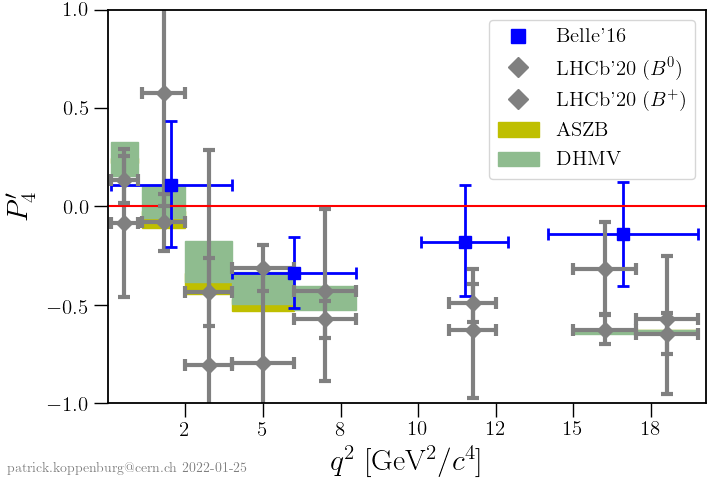 1.0
0.5
0.0
−0.5
−1.0
P′₄
Belle'16
LHCb'20 (B⁰)
LHCb'20 (B⁺)
ASZB
DHMV
2 5 8 10 12 15 18
q² [GeV²/c⁴]
patrick.koppenburg@cern.ch 2022-01-25